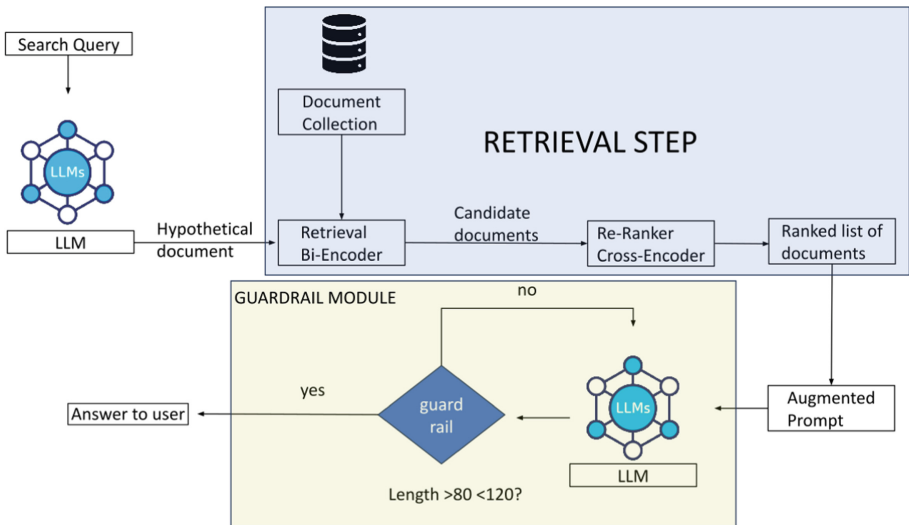 Search Query
LLMs
LLM
Hypothetical
document
Document
Collection
RETRIEVAL STEP
Retrieval
Bi-Encoder
Candidate
documents
Re-Ranker
Cross-Encoder
Ranked list of
documents
GUARDRAIL MODULE
no
yes
Answer to user
guard
rail
Length >80 <120?
LLMs
LLM
Augmented
Prompt